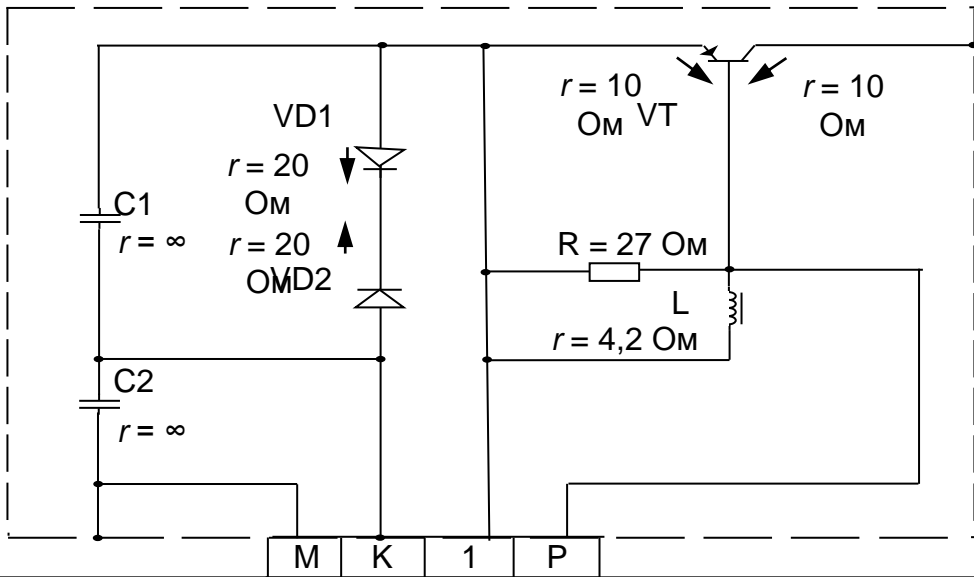 r = 10
Ом
VT
r = 10
Ом
VD1
r = 20
Ом
C1
r = ∞
r = 20
Ом
VD2
R = 27 Ом
L
r = 4,2 Ом
C2
r = ∞
М
К
1
Р